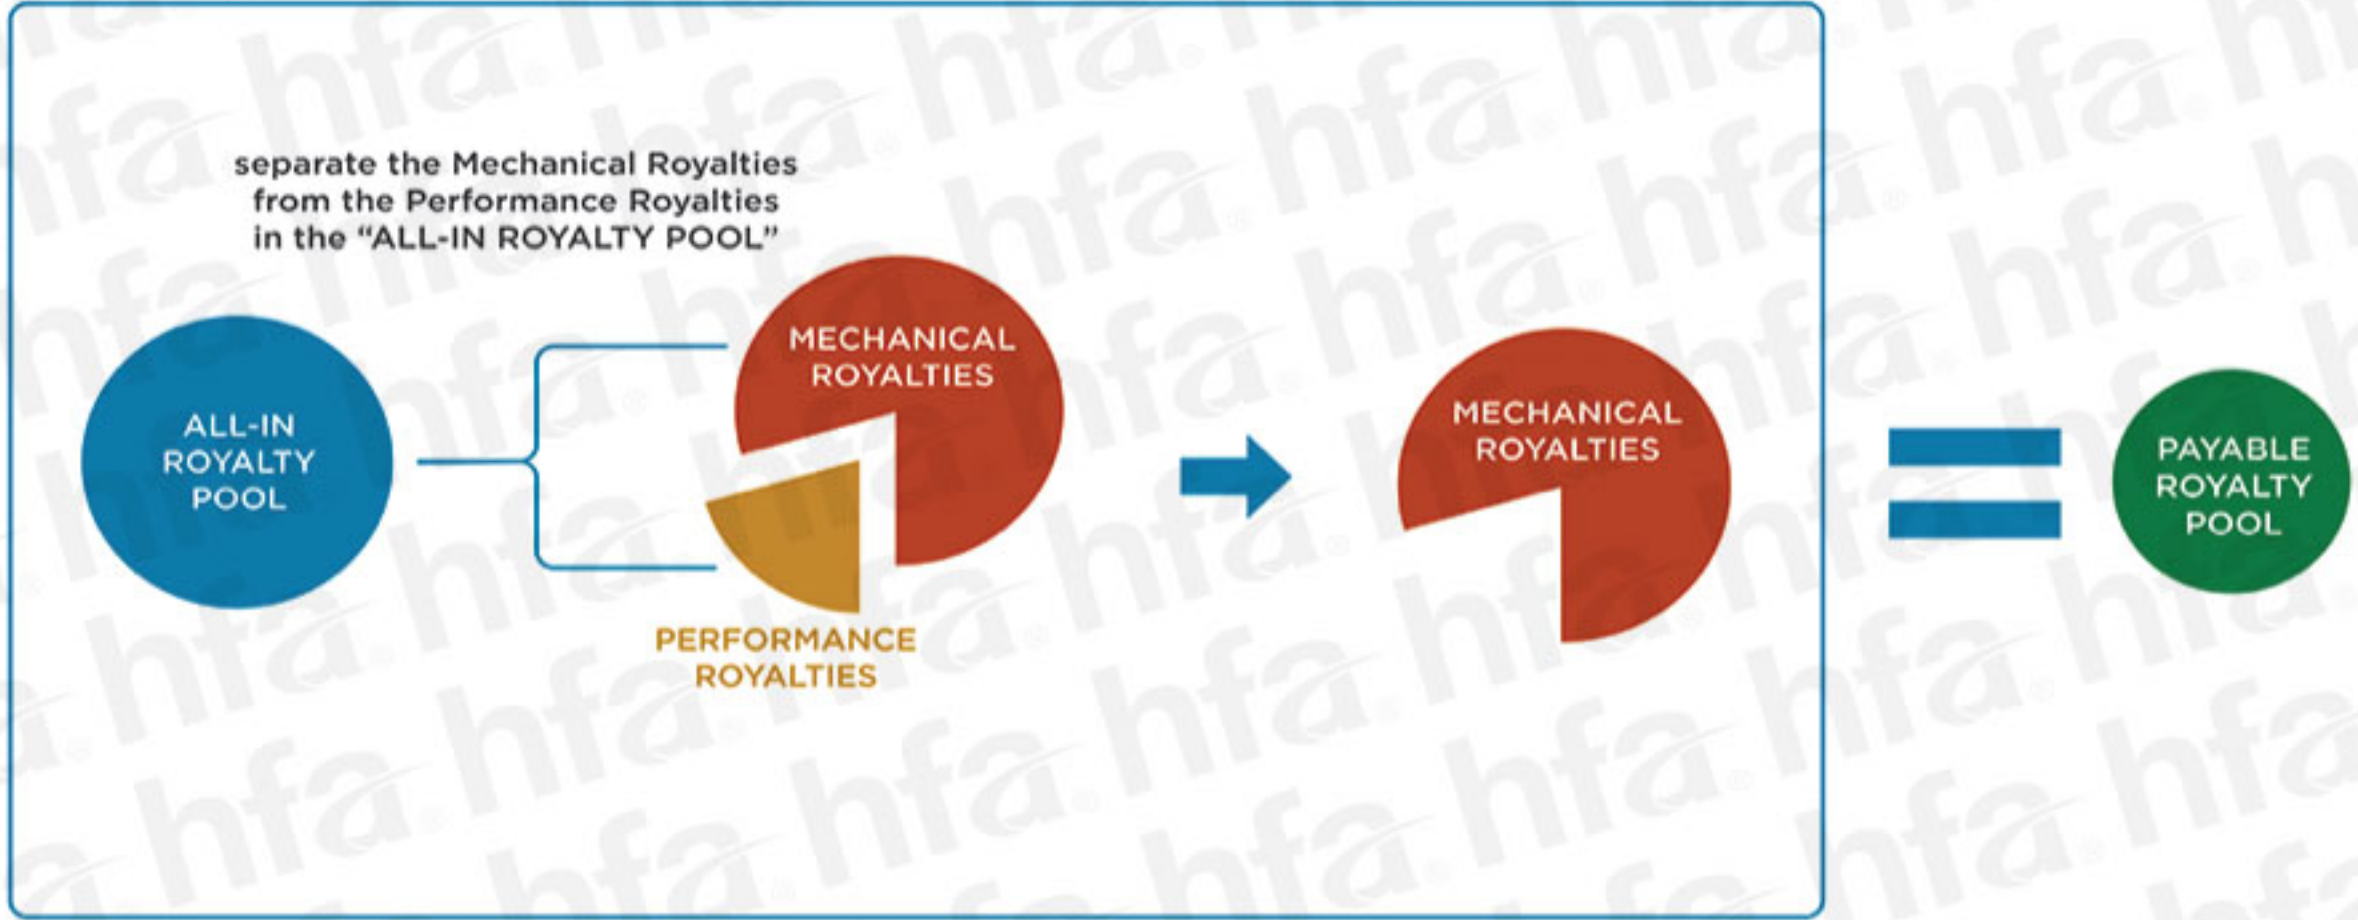 separate the Mechanical Royalties
from the Performance Royalties
in the “ALL-IN ROYALTY POOL”
ALL-IN
ROYALTY
POOL
MECHANICAL
ROYALTIES
PERFORMANCE
ROYALTIES
MECHANICAL
ROYALTIES
PAYABLE
ROYALTY
POOL
hfa